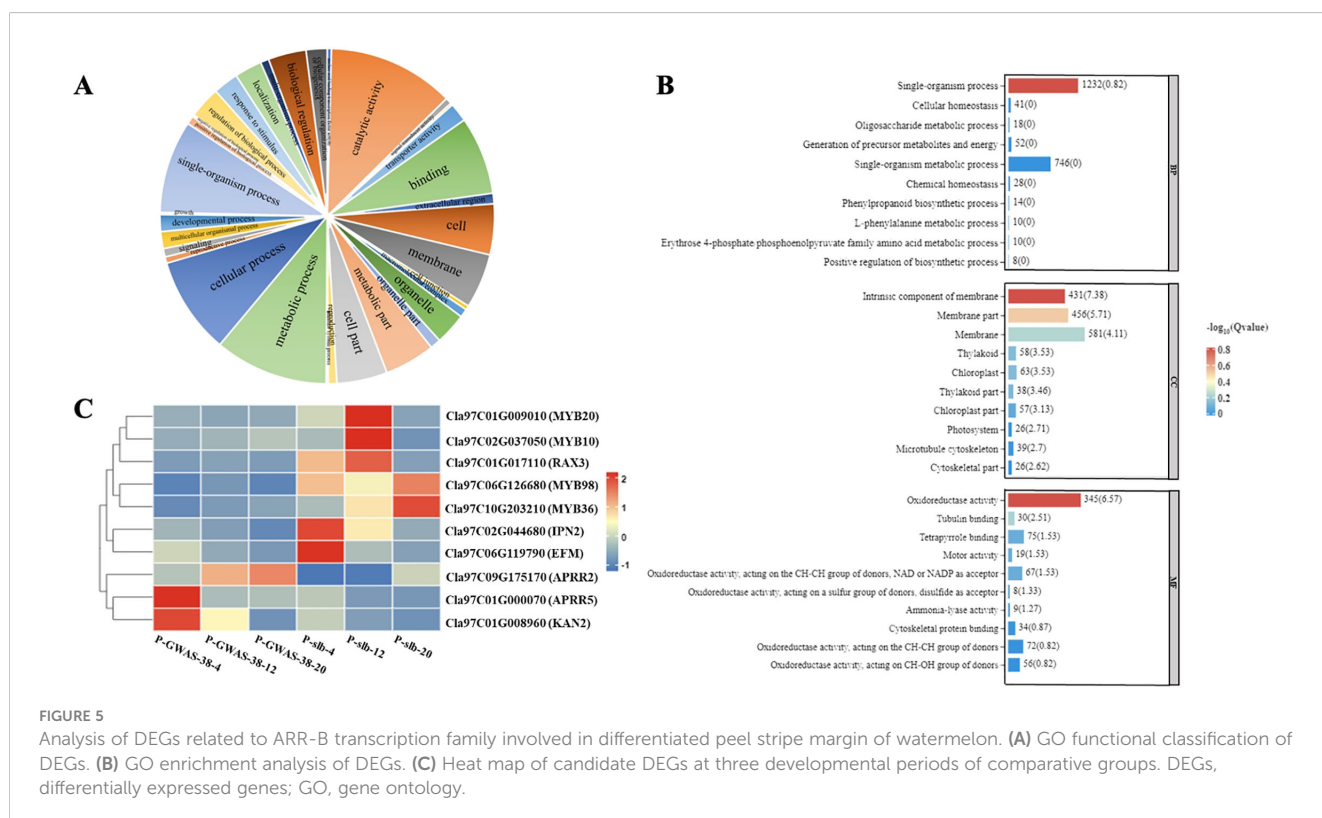 A
catalytic activity
transporter activity
binding
extracellular region
cell
membrane
cell junction
organelle
organelle part
metabolic part
cell part
metabolic process
cellular process
signaling
multicellular organismal process
developmental process
growth
single-organism process
regulation of biological process
response to stimulus
localization
biological regulation
B
Single-organism process 1232(0.82)
Cellular homeostasis 41(0)
Oligosaccharide metabolic process 18(0)
Generation of precursor metabolites and energy 52(0)
Single-organism metabolic process 746(0)
Chemical homeostasis 28(0)
Phenylpropanoid biosynthetic process 14(0)
L-phenylalanine metabolic process 10(0)
Erythrose 4-phosphate phosphoenolpyruvate family amino acid metabolic process 10(0)
Positive regulation of biosynthetic process 8(0)
BP
Intrinsic component of membrane 431(7.38)
Membrane part 456(5.71)
Membrane 581(4.11)
Thylakoid 58(3.53)
Chloroplast 63(3.53)
Thylakoid part 38(3.46)
Chloroplast part 57(3.13)
Photosystem 26(2.71)
Microtubule cytoskeleton 39(2.7)
Cytoskeletal part 26(2.62)
CC
Oxidoreductase activity 345(6.57)
Tubulin binding 30(2.51)
Tetrapyrrole binding 75(1.53)
Motor activity 19(1.53)
Oxidoreductase activity, acting on the CH-CH group of donors, NAD or NADP as acceptor 67(1.53)
Oxidoreductase activity, acting on a sulfur group of donors, disulfide as acceptor 8(1.33)
Ammonia-lyase activity 9(1.27)
Cytoskeletal protein binding 34(0.87)
Oxidoreductase activity, acting on the CH-CH group of donors 72(0.82)
Oxidoreductase activity, acting on CH-OH group of donors 56(0.82)
MF
-log10(Qvalue)
0.8
0.6
0.4
0.2
0
C
Cla97C01G009010 (MYB20)
Cla97C02G037050 (MYB10)
Cla97C01G017110 (RAX3)
Cla97C06G126680 (MYB98)
Cla97C10G203210 (MYB36)
Cla97C02G044680 (IPN2)
Cla97C06G119790 (EFM)
Cla97C09G175170 (APRR2)
Cla97C01G000070 (APRR5)
Cla97C01G008960 (KAN2)
2
1
0
-1
P-GWAS-38-4
P-GWAS-38-12
P-GWAS-38-20
P-slb-4
P-slb-12
P-slb-20
FIGURE 5
Analysis of DEGs related to ARR-B transcription family involved in differentiated peel stripe margin of watermelon. (A) GO functional classification of
DEGs. (B) GO enrichment analysis of DEGs. (C) Heat map of candidate DEGs at three developmental periods of comparative groups. DEGs,
differentially expressed genes; GO, gene ontology.